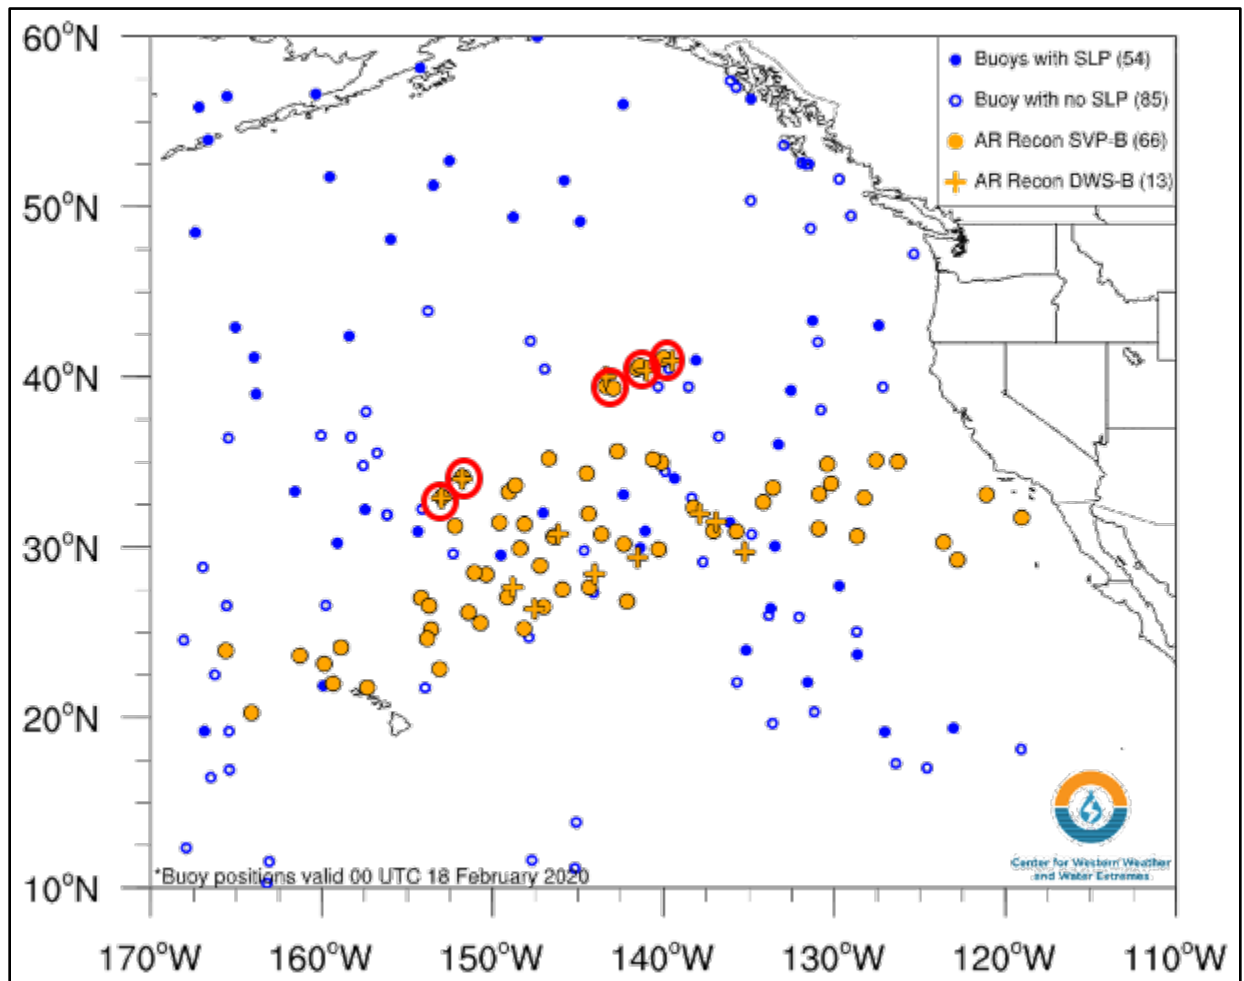 60°N
50°N
40°N
30°N
20°N
10°N
Buoys with SLP (54)
Buoy with no SLP (85)
AR Recon SVP-B (66)
AR Recon DWS-B (13)
Center for Western Weather
and Water Extremes
*Buoy positions valid 00 UTC 18 February 2020
170°W 160°W 150°W 140°W 130°W 120°W 110°W